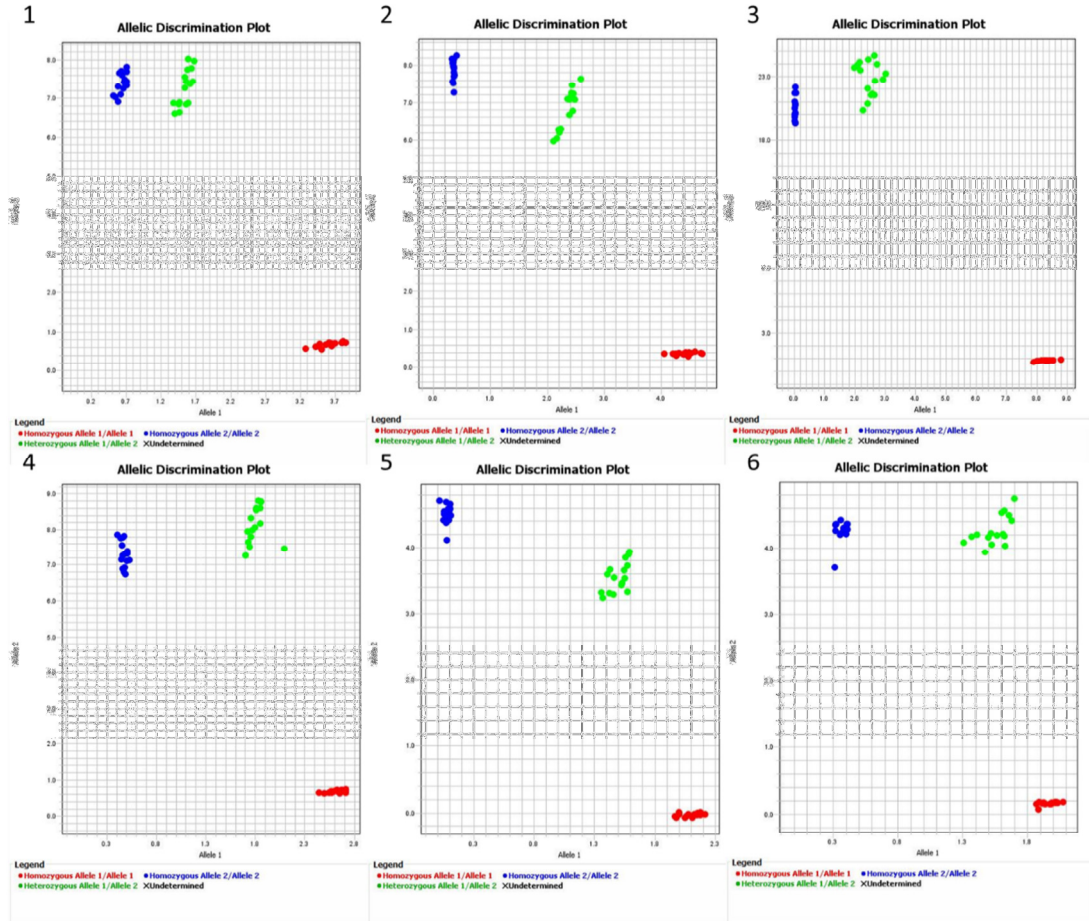 1
Allelic Discrimination Plot
8.0
7.0
6.0
2.0
1.0
0.0
0.2 0.7 1.2 1.7 2.2 2.7 3.2 3.7
Allele 1
Legend
Homozygous Allele 1/Allele 1 Homozygous Allele 2/Allele 2
Heterozygous Allele 1/Allele 2 XUndetermined
2
Allelic Discrimination Plot
8.0
7.0
6.0
2.0
1.0
0.0
0.0 1.0 2.0 3.0 4.0
Allele 1
Legend
Homozygous Allele 1/Allele 1 Homozygous Allele 2/Allele 2
Heterozygous Allele 1/Allele 2 XUndetermined
3
Allelic Discrimination Plot
23.0
18.0
3.0
0.0 1.0 2.0 3.0 4.0 5.0 6.0 7.0 8.0 9.0
Allele 1
Legend
Homozygous Allele 1/Allele 1 Homozygous Allele 2/Allele 2
Heterozygous Allele 1/Allele 2 XUndetermined
4
Allelic Discrimination Plot
9.0
8.0
7.0
6.0
5.0
2.0
1.0
0.0
0.3 0.8 1.3 1.8 2.3 2.8
Allele 1
Legend
Homozygous Allele 1/Allele 1 Homozygous Allele 2/Allele 2
Heterozygous Allele 1/Allele 2 XUndetermined
5
Allelic Discrimination Plot
4.0
3.0
2.0
1.0
0.0
0.3 0.8 1.3 1.8 2.3
Allele 1
Legend
Homozygous Allele 1/Allele 1 Homozygous Allele 2/Allele 2
Heterozygous Allele 1/Allele 2 XUndetermined
6
Allelic Discrimination Plot
Allele 2
4.0
3.0
1.0
0.0
0.3 0.8 1.3 1.8
Allele 1
Legend
Homozygous Allele 1/Allele 1 Homozygous Allele 2/Allele 2
Heterozygous Allele 1/Allele 2 XUndetermined